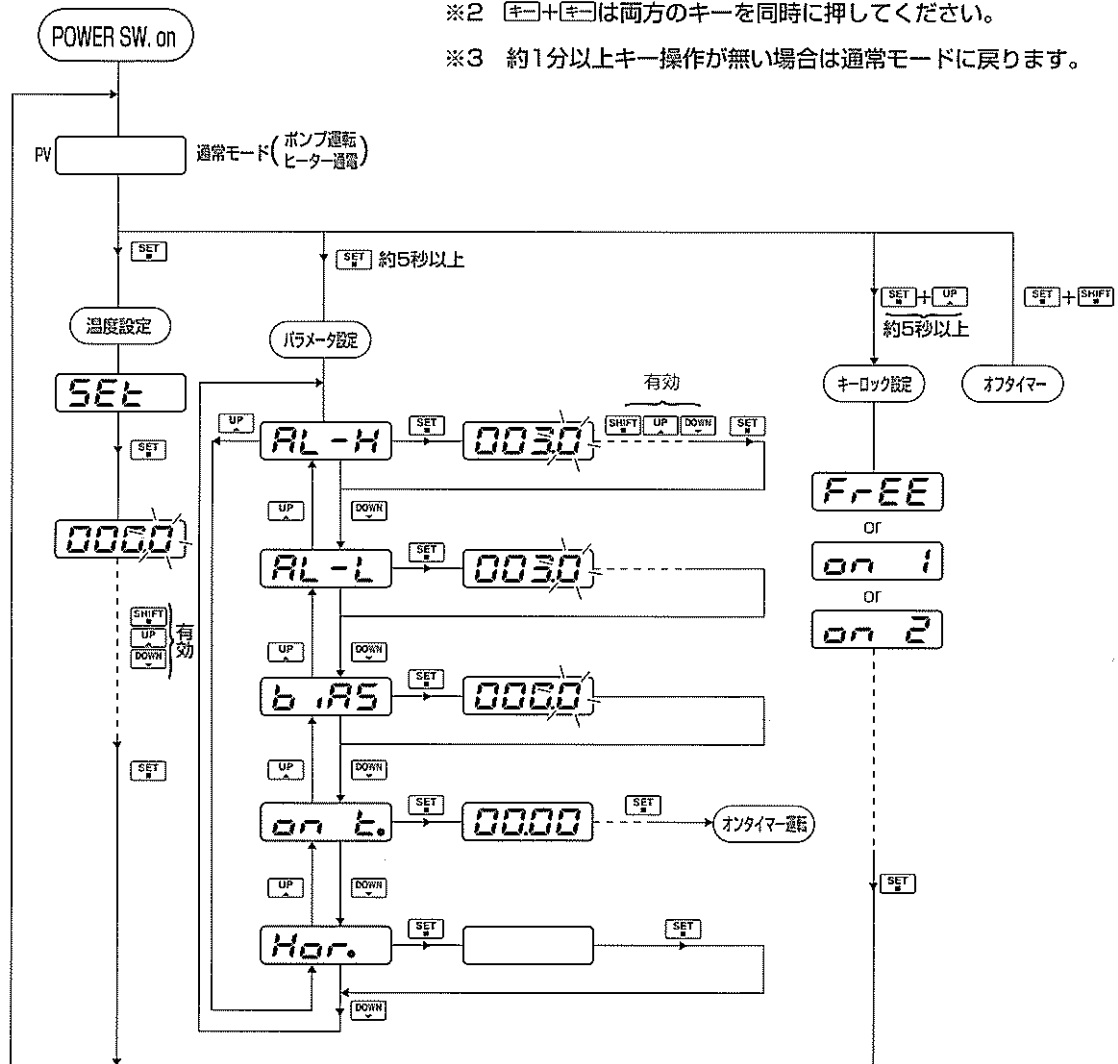 ※2 キー+キーは両方のキーを同時に押してください。
※3 約1分以上キー操作が無い場合は通常モードに戻ります。
POWER SW. on
PV
通常モード(ポンプ運転
ヒーター通電)
SET
SET 約5秒以上
SET+UP
約5秒以上
SET+SHIFT
温度設定
パラメータ設定
キーロック設定
オフタイマー
SEt
SET
000.0
SHIFT
UP
DOWN
有効
SET
有効
UP
AL-H
SET
003.0
SHIFT UP DOWN
SET
UP
DOWN
AL-L
SET
003.0
UP
DOWN
biAS
SET
000.0
UP
DOWN
on t.
SET
00.00
SET
オンタイマー運転
UP
DOWN
Hor.
SET
SET
DOWN
FrEE
or
on 1
or
on 2
SET